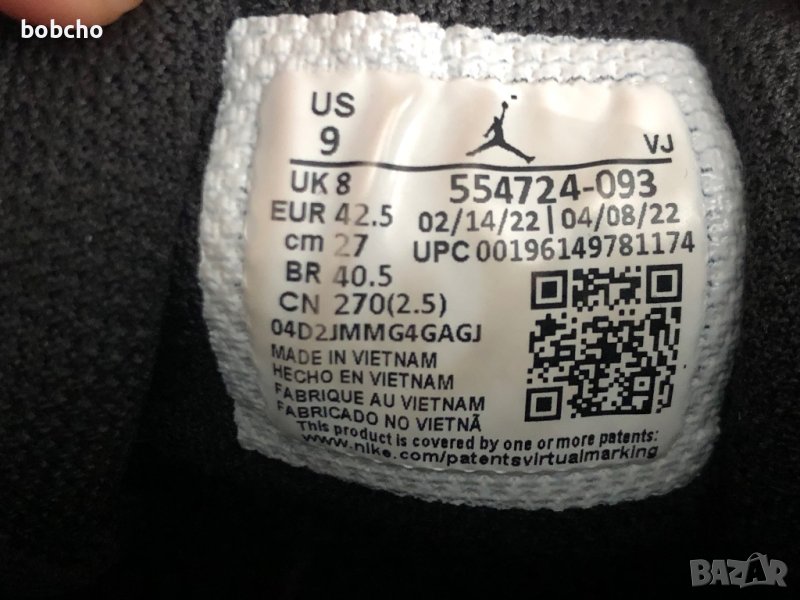 bobcho
US
9
VJ
UK 8
554724-093
EUR 42.5
02/14/22 | 04/08/22
cm 27
UPC 00196149781174
BR 40.5
CN 270(2.5)
04D2JMMG4GAGJ
MADE IN VIETNAM
HECHO EN VIETNAM
FABRIQUE AU VIETNAM
FABRICADO NO VIETNÃ
This product is covered by one or more patents:
www.nike.com/patentsvirtualmarking
BAZAR